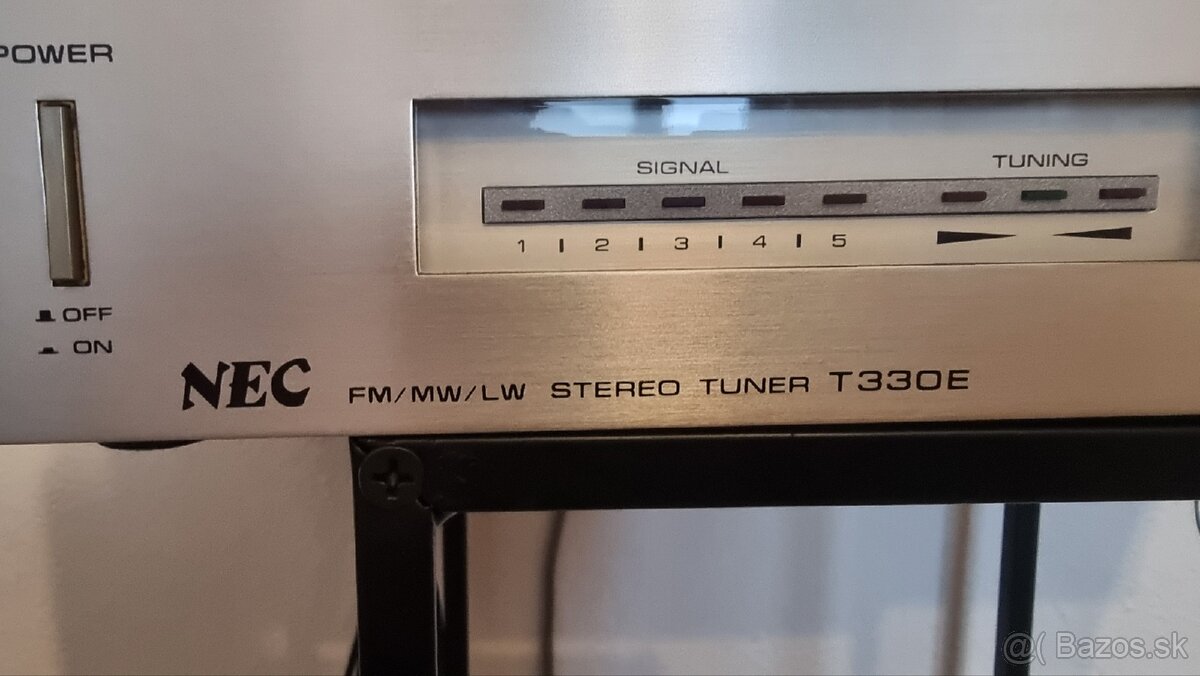 POWER
SIGNAL
TUNING
1 | 2 | 3 | 4 | 5
OFF
ON
NEC FM/MW/LW STEREO TUNER T330E
@( Bazos.sk